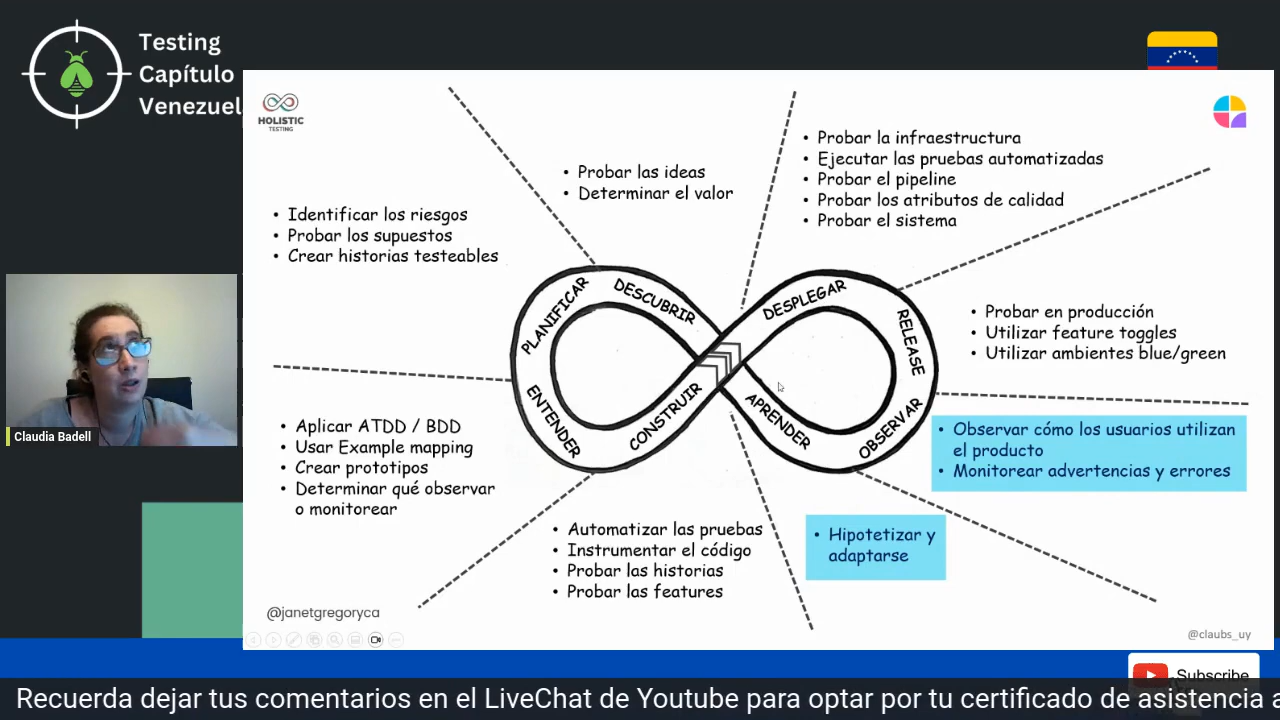 Testing
Capítulo
Venezuel
HOLISTIC
TESTING
• Probar las ideas
• Determinar el valor
• Probar la infraestructura
• Ejecutar las pruebas automatizadas
• Probar el pipeline
• Probar los atributos de calidad
• Probar el sistema
• Identificar los riesgos
• Probar los supuestos
• Crear historias testeables
PLANIFICAR
DESCUBRIR
DESPLEGAR
RELEASE
• Probar en producción
• Utilizar feature toggles
• Utilizar ambientes blue/green
ENTENDER
CONSTRUIR
APRENDER
OBSERVAR
Claudia Badell
• Aplicar ATDD / BDD
• Usar Example mapping
• Crear prototipos
• Determinar qué observar
o monitorear
• Observar cómo los usuarios utilizan
el producto
• Monitorear advertencias y errores
• Automatizar las pruebas
• Instrumentar el código
• Probar las historias
• Probar las features
• Hipotetizar y
adaptarse
@janetgregoryca
@claubs_uy
Subscribe
Recuerda dejar tus comentarios en el LiveChat de Youtube para optar por tu certificado de asistencia a